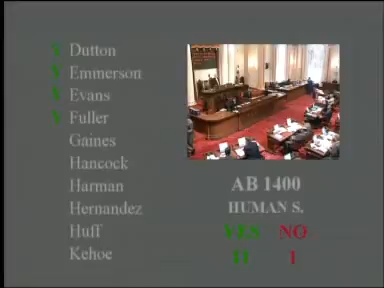 Y Dutton
Y Emmerson
Y Evans
Y Fuller
Gaines
Hancock
Harman
Hernandez
Huff
Kehoe
AB 1400
HUMAN S.
YES NO
11 1